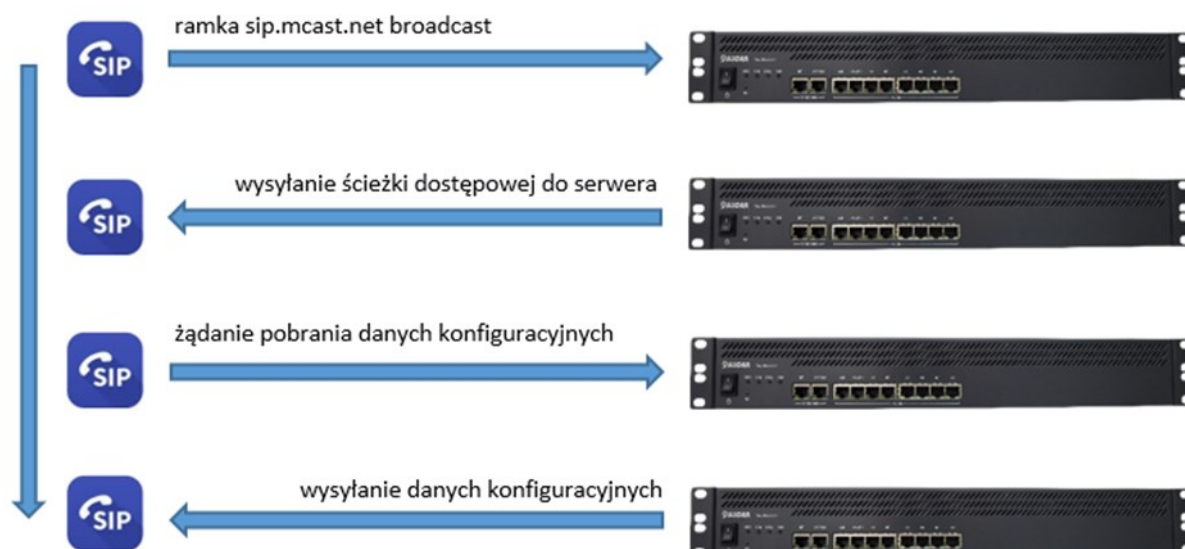 ramka sip.mcast.net broadcast
SIP
wysyłanie ścieżki dostępowej do serwera
SIP
żądanie pobrania danych konfiguracyjnych
SIP
wysyłanie danych konfiguracyjnych
SIP